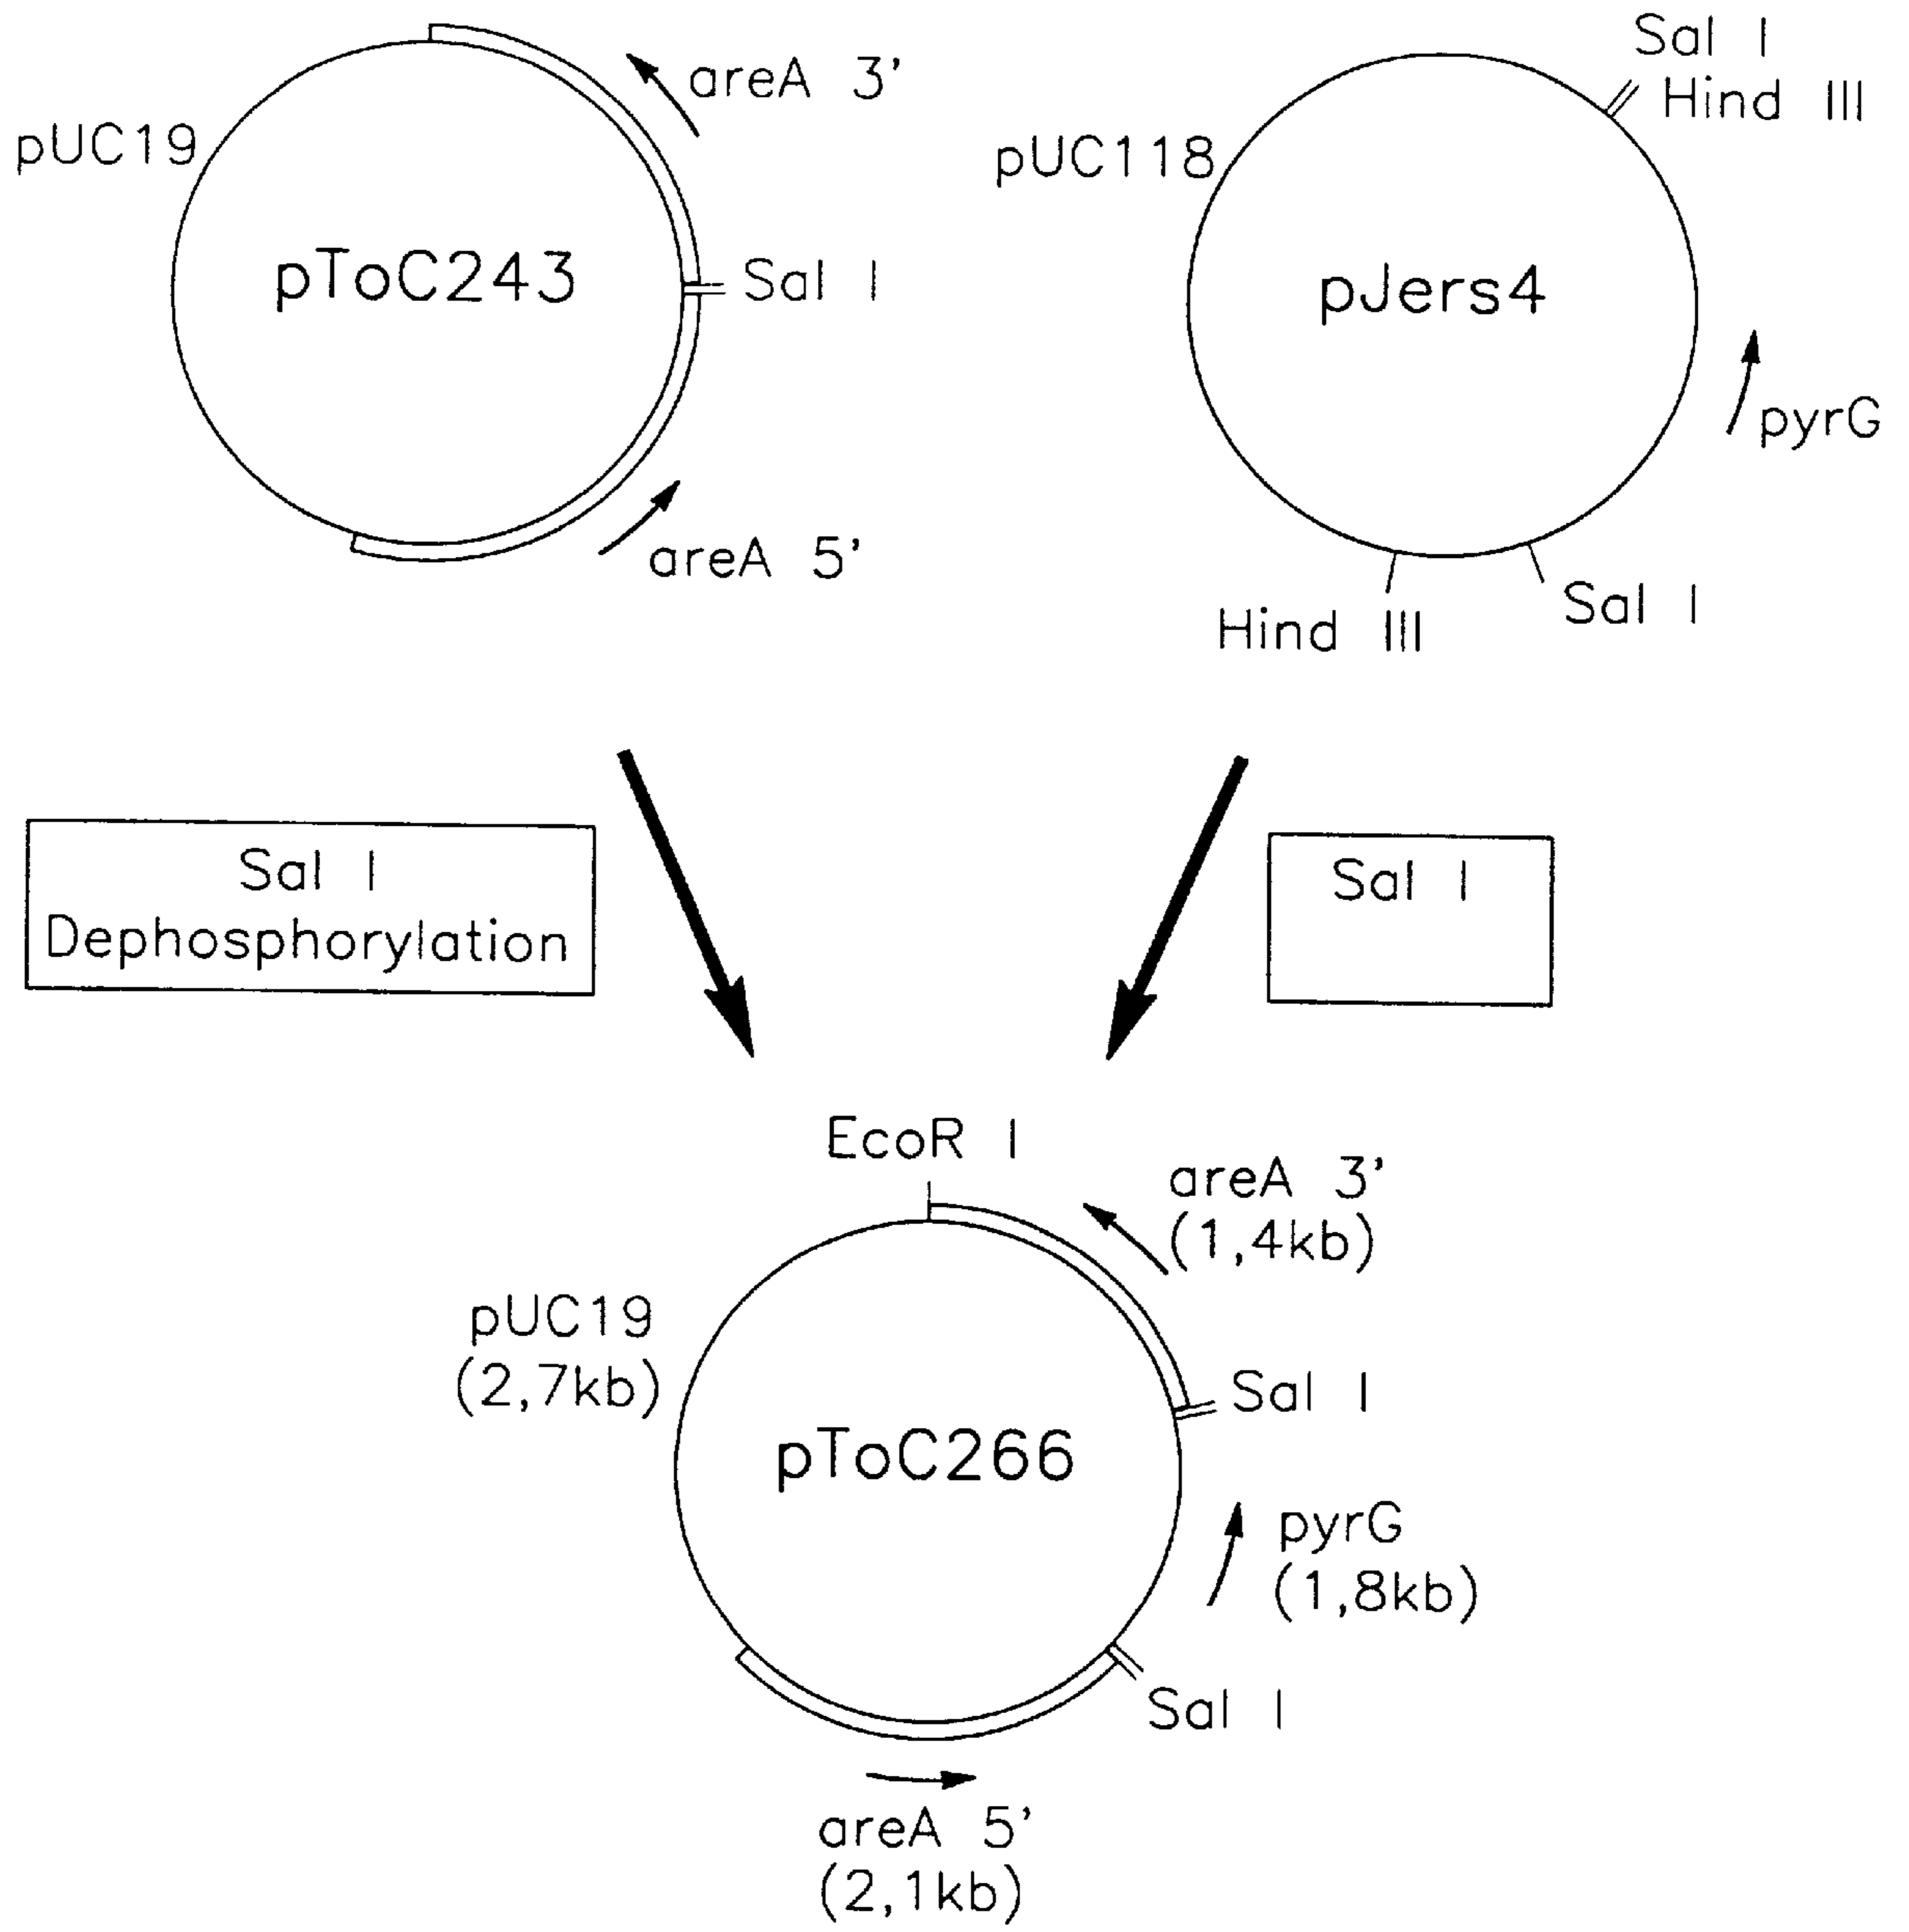 Sal I
areA 3'
Hind III
pUC19
pUC118
pToC243
Sal I
pJers4
pyrG
areA 5'
Hind III
Sal I
Sal I
Dephosphorylation
Sal I
EcoR I
areA 3'
(1,4kb)
pUC19
(2,7kb)
Sal I
pToC266
pyrG
(1,8kb)
Sal I
areA 5'
(2,1kb)